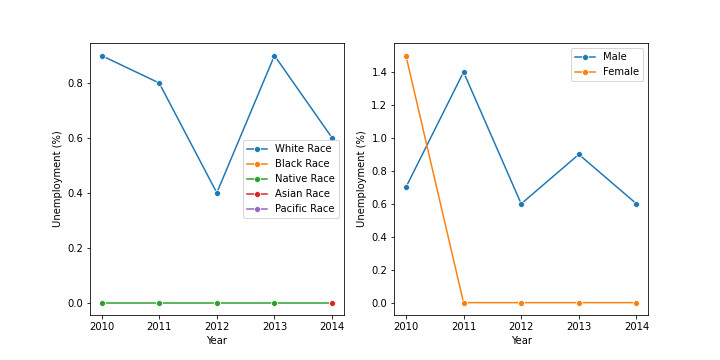 Unemployment (%)
0.8
0.6
0.4
0.2
0.0
2010 2011 2012 2013 2014
Year
White Race
Black Race
Native Race
Asian Race
Pacific Race
Unemployment (%)
1.4
1.2
1.0
0.8
0.6
0.4
0.2
0.0
2010 2011 2012 2013 2014
Year
Male
Female